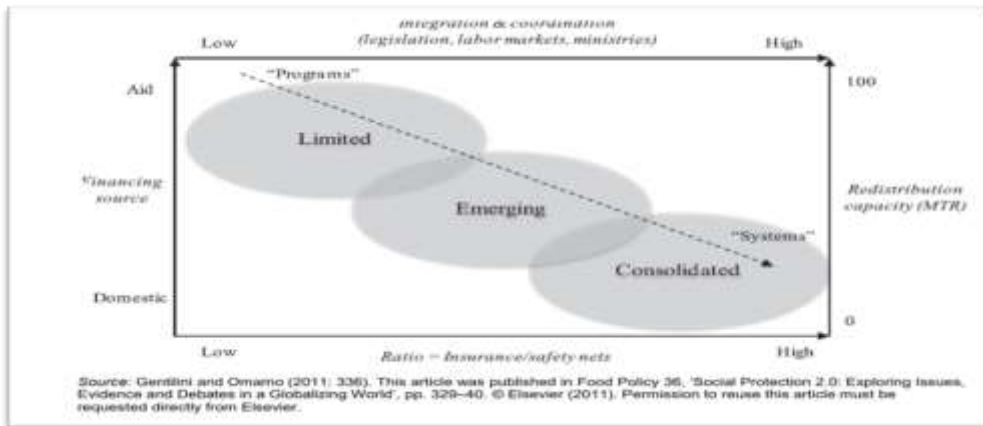 integration & coordination
Low (legislation, labor markets, ministries) High
"Programs"
Aid 100
Limited
Financing
source
Emerging
Redistribution
capacity (MTR)
"Systems"
Consolidated
Domestic
0
Low Ratio = Insurance/safety nets High
Source: Gentilini and Omamo (2011: 336). This article was published in Food Policy 36, 'Social Protection 2.0: Exploring Issues,
Evidence and Debates in a Globalizing World', pp. 329–40. © Elsevier (2011). Permission to reuse this article must be
requested directly from Elsevier.